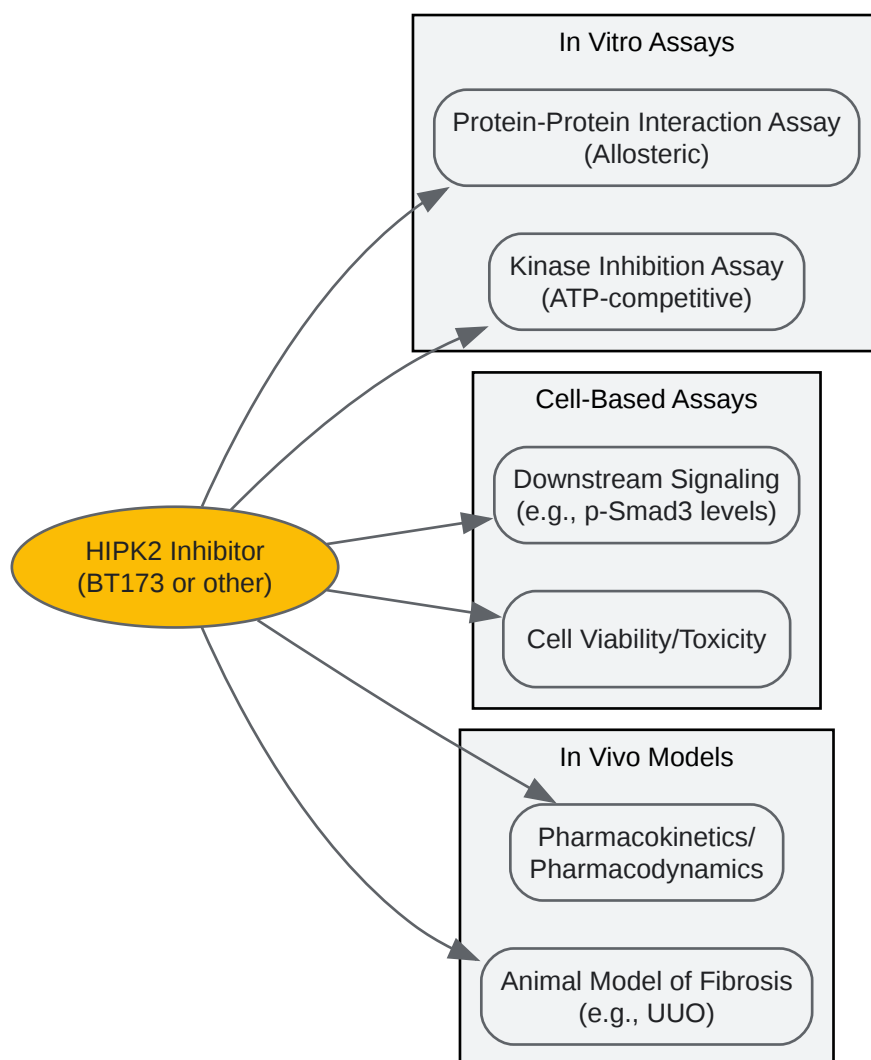 In Vitro Assays
Protein-Protein Interaction Assay
(Allosteric)
Kinase Inhibition Assay
(ATP-competitive)
Cell-Based Assays
Downstream Signaling
(e.g., p-Smad3 levels)
HIPK2 Inhibitor
(BT173 or other)
Cell Viability/Toxicity
In Vivo Models
Pharmacokinetics/
Pharmacodynamics
Animal Model of Fibrosis
(e.g., UUO)